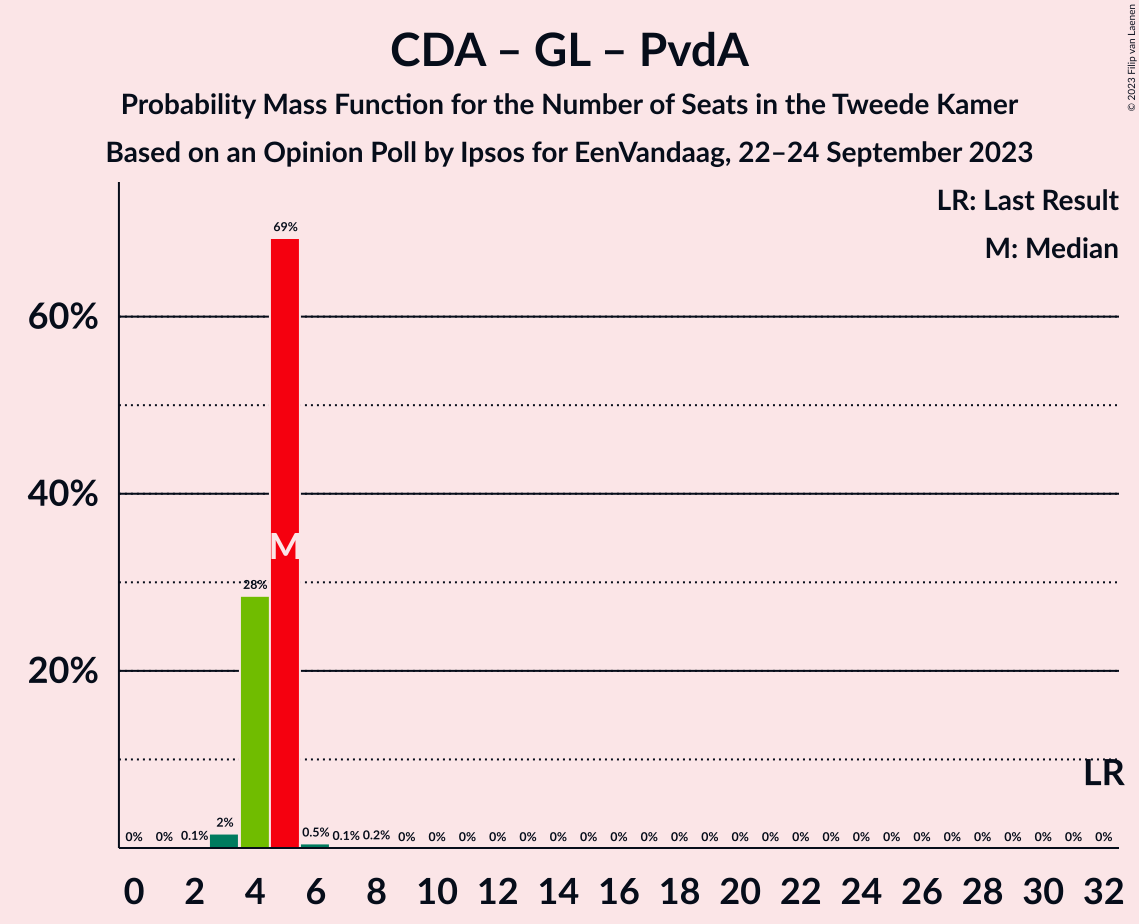 CDA – GL – PvdA
Probability Mass Function for the Number of Seats in the Tweede Kamer
Based on an Opinion Poll by Ipsos for EenVandaag, 22–24 September 2023
© 2023 Filip van Laenen
LR: Last Result
M: Median
69%
60%
40%
M
28%
20%
LR
0% 0% 0.1% 2% 0.5% 0.1% 0.2% 0% 0% 0% 0% 0% 0% 0% 0% 0% 0% 0% 0% 0% 0% 0% 0% 0% 0% 0% 0% 0% 0% 0% 0%
0 2 4 6 8 10 12 14 16 18 20 22 24 26 28 30 32